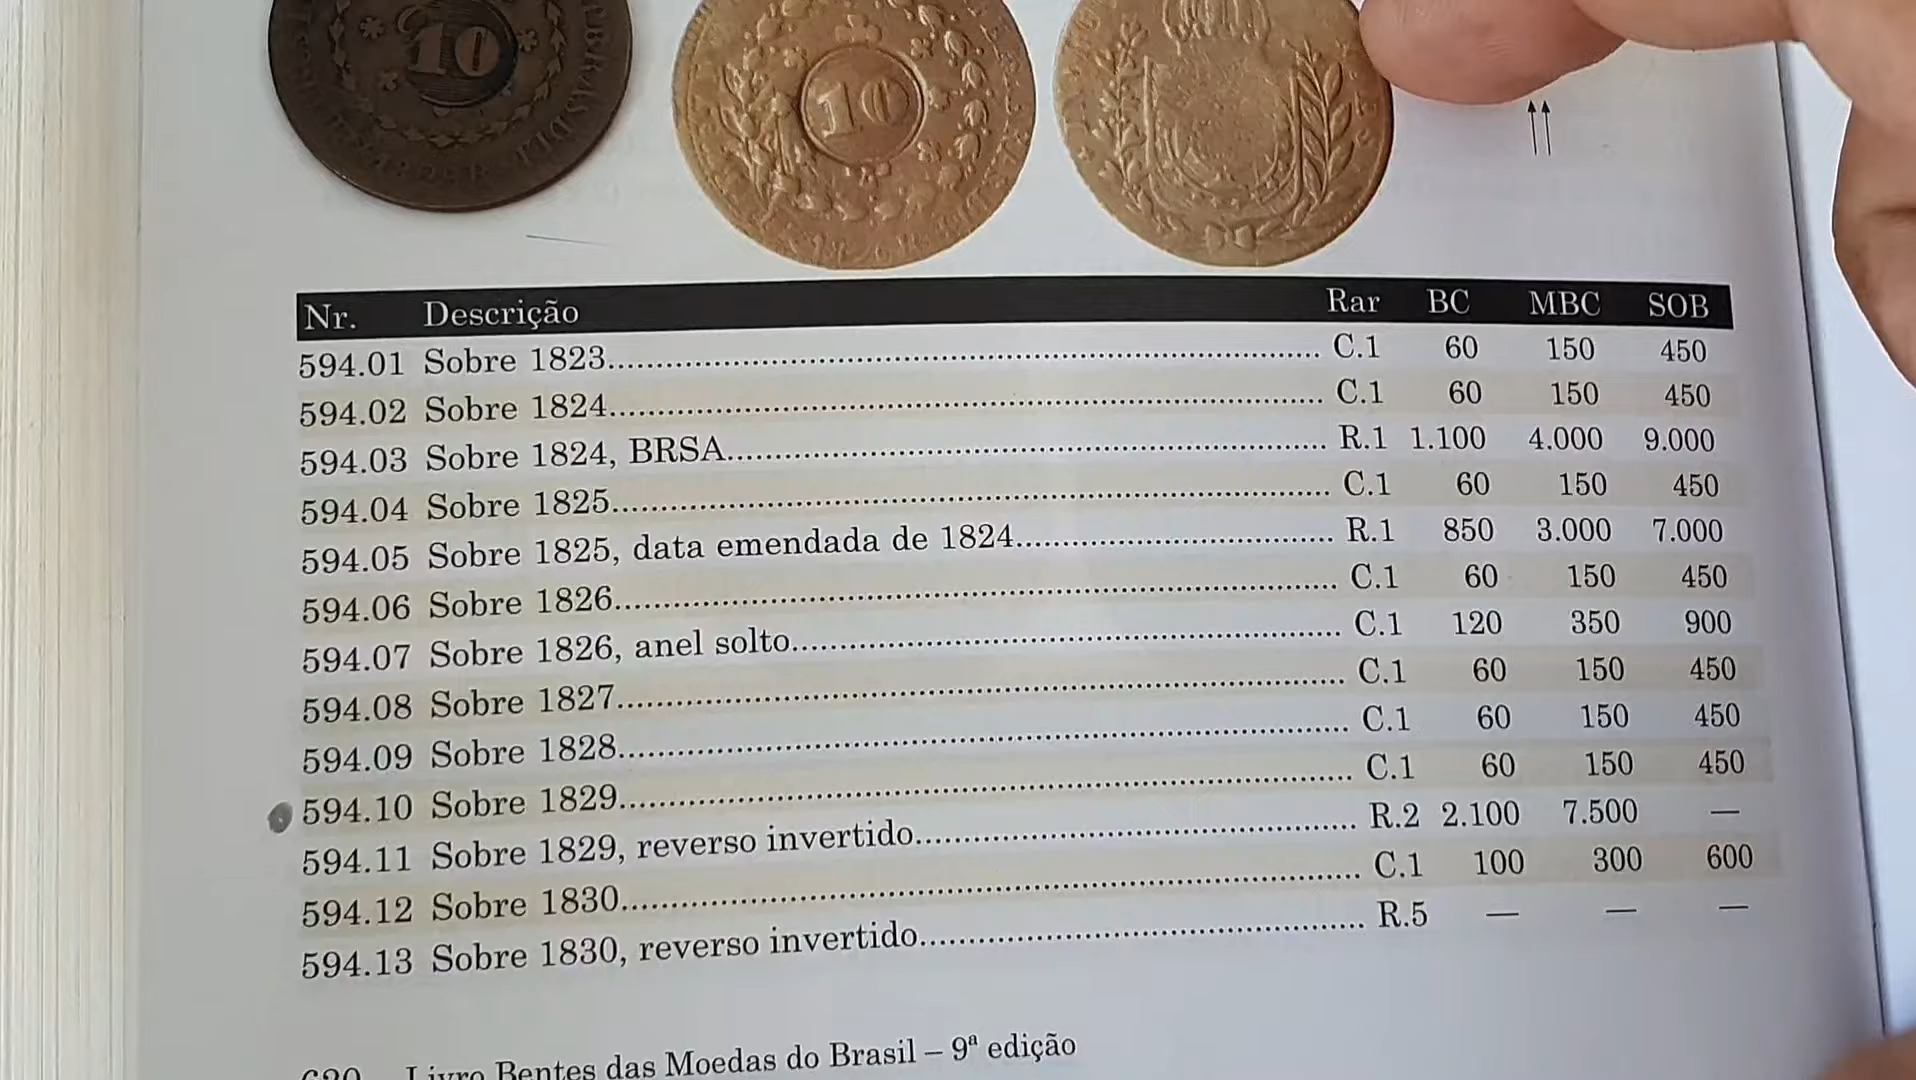 10
10
Nr. Descrição Rar BC MBC SOB
594.01 Sobre 1823 C.1 60 150 450
594.02 Sobre 1824 C.1 60 150 450
594.03 Sobre 1824, BRSA R.1 1.100 4.000 9.000
594.04 Sobre 1825 C.1 60 150 450
594.05 Sobre 1825, data emendada de 1824 R.1 850 3.000 7.000
594.06 Sobre 1826 C.1 60 150 450
594.07 Sobre 1826, anel solto C.1 120 350 900
594.08 Sobre 1827 C.1 60 150 450
594.09 Sobre 1828 C.1 60 150 450
594.10 Sobre 1829 C.1 60 150 450
594.11 Sobre 1829, reverso invertido R.2 2.100 7.500 —
594.12 Sobre 1830 C.1 100 300 600
594.13 Sobre 1830, reverso invertido R.5 — — —
Livro Bentes das Moedas do Brasil – 9ª edição